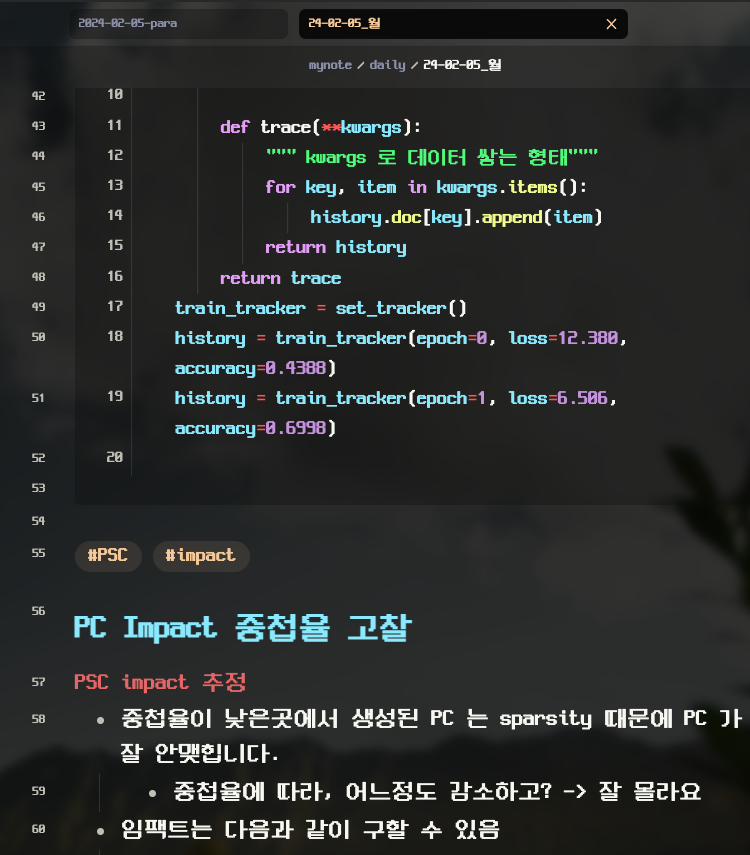 2024-02-05-para
24-02-05_월
mynote / daily / 24-02-05_월
42 10
43 11 def trace(**kwargs):
44 12 """ kwargs 로 데이터 쌓는 형태"""
45 13 for key, item in kwargs.items():
46 14 history.doc[key].append(item)
47 15 return history
48 16 return trace
49 17 train_tracker = set_tracker()
50 18 history = train_tracker(epoch=0, loss=12.380,
accuracy=0.4388)
51 19 history = train_tracker(epoch=1, loss=6.506,
accuracy=0.6998)
52 20
53
54
55 #PSC #impact
56 PC Impact 중첩율 고찰
57 PSC impact 추정
58 • 중첩율이 낮은곳에서 생성된 PC 는 sparsity 때문에 PC 가
잘 안맺힙니다.
59 • 중첩율에 따라, 어느정도 감소하고? -> 잘 몰라요
60 • 임팩트는 다음과 같이 구할 수 있음